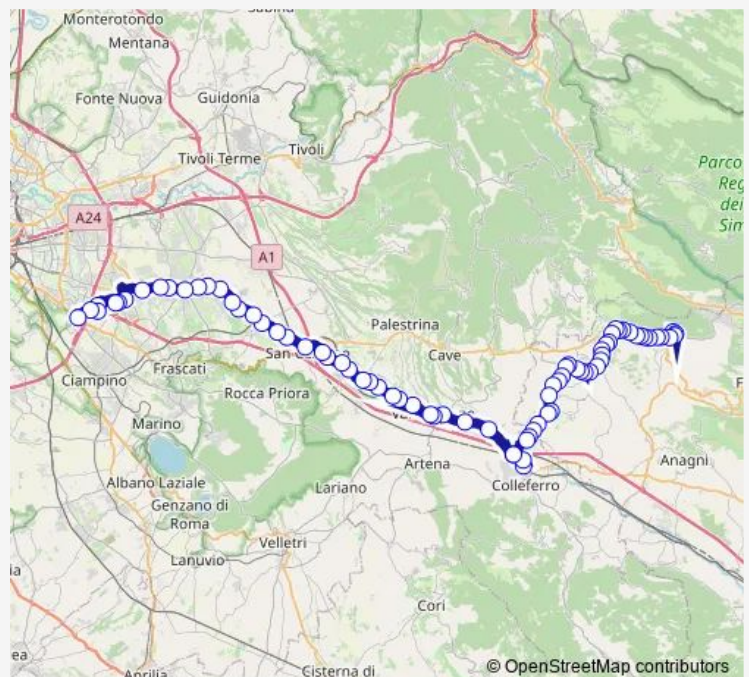 Monterotondo
Mentana
Fonte Nuova
Guidonia
Tivoli Terme
Tivoli
Parco
Reg
dei
Sim
A24
A1
Palestrina
Cave
Ciampino
Frascati
Rocca Priora
Marino
Albano Laziale
Genzano di
Roma
Lanuvio
Lariano
Artena
Colleferro
Anagni
Velletri
Cori
Aprilia
Cisterna di
© OpenStreetMap contributors